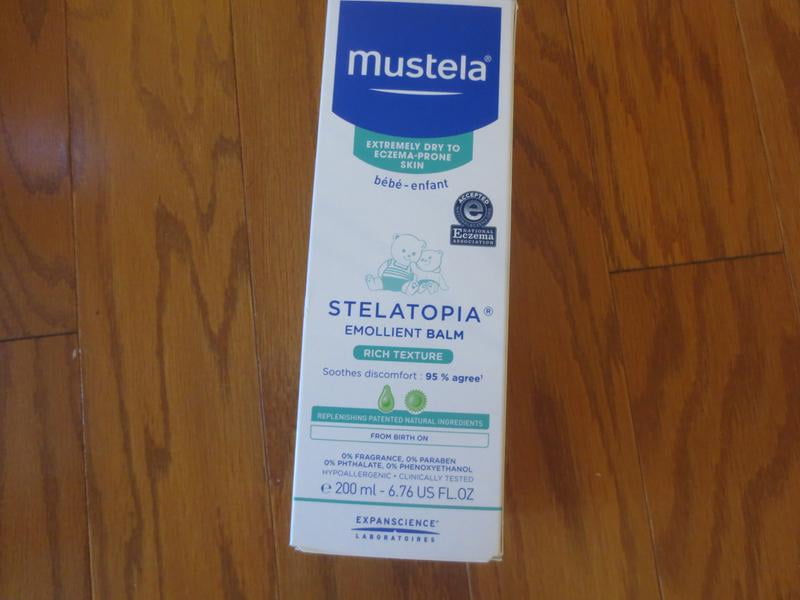 mustela®
EXTREMELY DRY TO
ECZEMA-PRONE
SKIN
bébé-enfant
ACCEPTED
e
NATIONAL
Eczema
ASSOCIATION
STELATOPIA®
EMOLLIENT BALM
RICH TEXTURE
Soothes discomfort : 95 % agree¹
REPLENISHING PATENTED NATURAL INGREDIENTS
FROM BIRTH ON
0% FRAGRANCE, 0% PARABEN
0% PHTHALATE, 0% PHENOXYETHANOL
HYPOALLERGENIC • CLINICALLY TESTED
℮ 200 ml - 6.76 US FL.OZ
EXPANSCIENCE®
LABORATOIRES